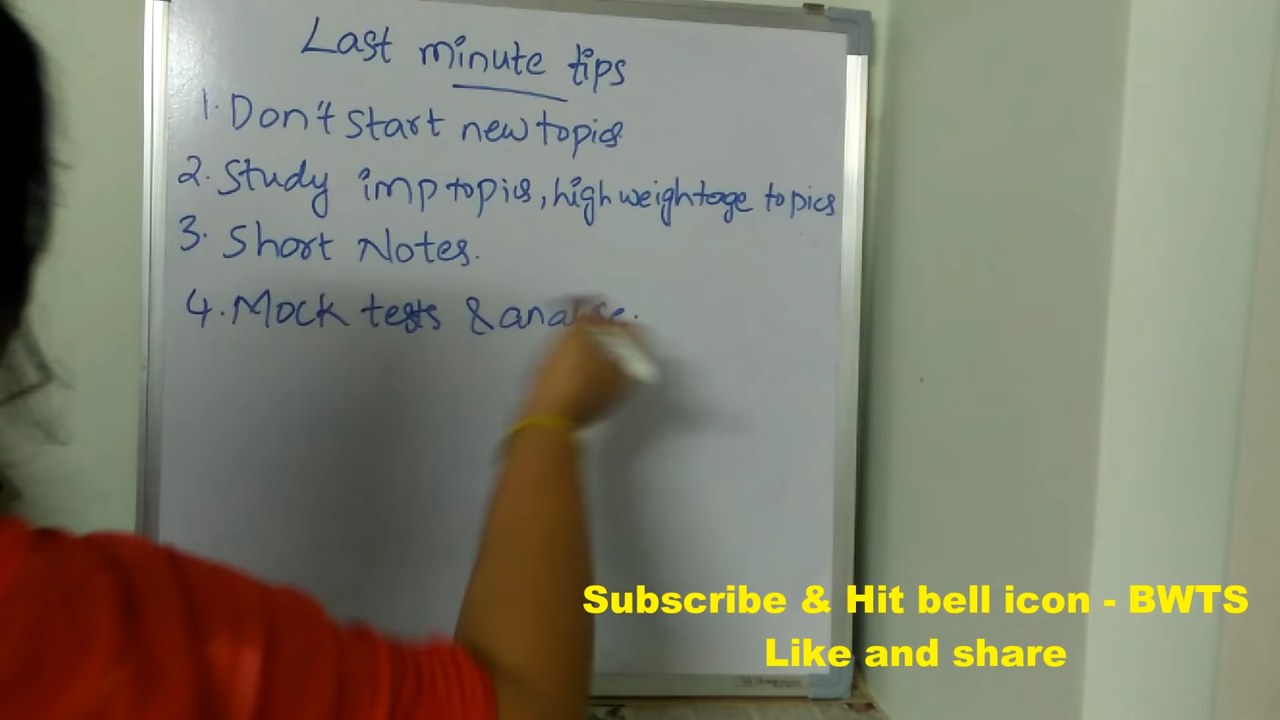 Last minute tips
1. Don't start new topics
2. Study imp topics, high weightage topics
3. Short Notes.
4. Mock tests &
Subscribe & Hit bell icon - BWTS
Like and share